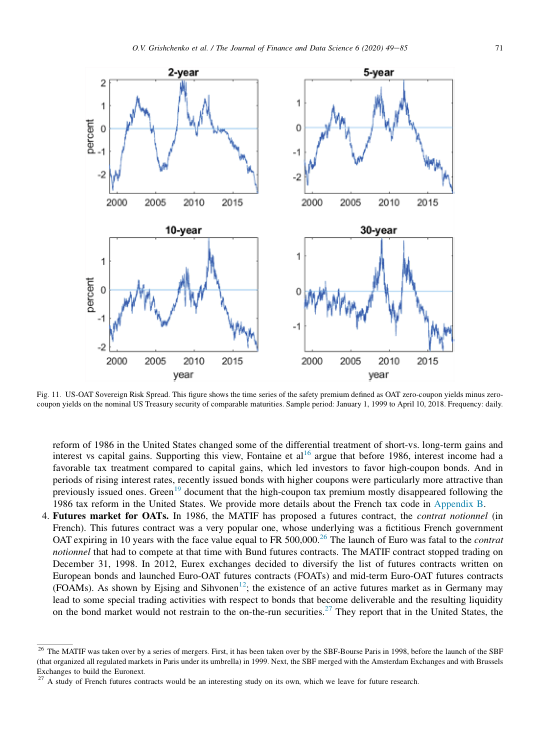 O.V. Grishchenko et al. / The Journal of Finance and Data Science 6 (2020) 49–85 71
2-year
5-year
percent
2
1
0
-1
-2
2000 2005 2010 2015
1
0
-1
-2
2000 2005 2010 2015
10-year
30-year
percent
1
0
-1
-2
2000 2005 2010 2015
year
1
0
-1
2000 2005 2010 2015
year
Fig. 11. US-OAT Sovereign Risk Spread. This figure shows the time series of the safety premium defined as OAT zero-coupon yields minus zero-
coupon yields on the nominal US Treasury security of comparable maturities. Sample period: January 1, 1999 to April 10, 2018. Frequency: daily.
reform of 1986 in the United States changed some of the differential treatment of short-vs. long-term gains and
interest vs capital gains. Supporting this view, Fontaine et al16 argue that before 1986, interest income had a
favorable tax treatment compared to capital gains, which led investors to favor high-coupon bonds. And in
periods of rising interest rates, recently issued bonds with higher coupons were particularly more attractive than
previously issued ones. Green19 document that the high-coupon tax premium mostly disappeared following the
1986 tax reform in the United States. We provide more details about the French tax code in Appendix B.
4. Futures market for OATs. In 1986, the MATIF has proposed a futures contract, the contrat notionnel (in
French). This futures contract was a very popular one, whose underlying was a fictitious French government
OAT expiring in 10 years with the face value equal to FR 500,000.26 The launch of Euro was fatal to the contrat
notionnel that had to compete at that time with Bund futures contracts. The MATIF contract stopped trading on
December 31, 1998. In 2012, Eurex exchanges decided to diversify the list of futures contracts written on
European bonds and launched Euro-OAT futures contracts (FOATs) and mid-term Euro-OAT futures contracts
(FOAMs). As shown by Ejsing and Sihvonen12; the existence of an active futures market as in Germany may
lead to some special trading activities with respect to bonds that become deliverable and the resulting liquidity
on the bond market would not restrain to the on-the-run securities.27 They report that in the United States, the
26 The MATIF was taken over by a series of mergers. First, it has been taken over by the SBF-Bourse Paris in 1998, before the launch of the SBF
(that organized all regulated markets in Paris under its umbrella) in 1999. Next, the SBF merged with the Amsterdam Exchanges and with Brussels
Exchanges to build the Euronext.
27 A study of French futures contracts would be an interesting study on its own, which we leave for future research.